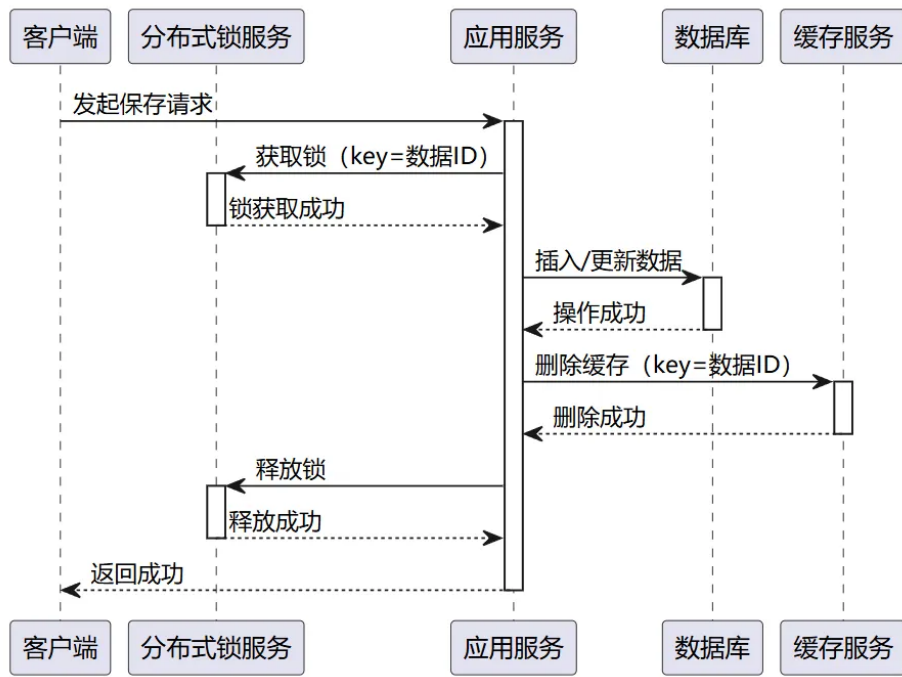 客户端
分布式锁服务
应用服务
数据库
缓存服务
发起保存请求
获取锁（key=数据ID）
锁获取成功
插入/更新数据
操作成功
删除缓存（key=数据ID）
删除成功
释放锁
释放成功
返回成功
客户端
分布式锁服务
应用服务
数据库
缓存服务